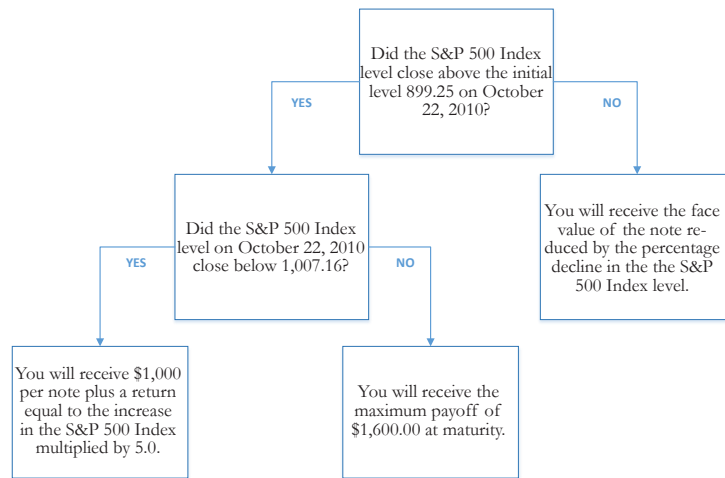 Did the S&P 500 Index
level close above the initial
level 899.25 on October
22, 2010?
YES
NO
Did the S&P 500 Index
level on October 22, 2010
close below 1,007.16?
You will receive the face
value of the note re-
duced by the percentage
decline in the the S&P
500 Index level.
YES
NO
You will receive $1,000
per note plus a return
equal to the increase
in the S&P 500 Index
multiplied by 5.0.
You will receive the
maximum payoff of
$1,600.00 at maturity.